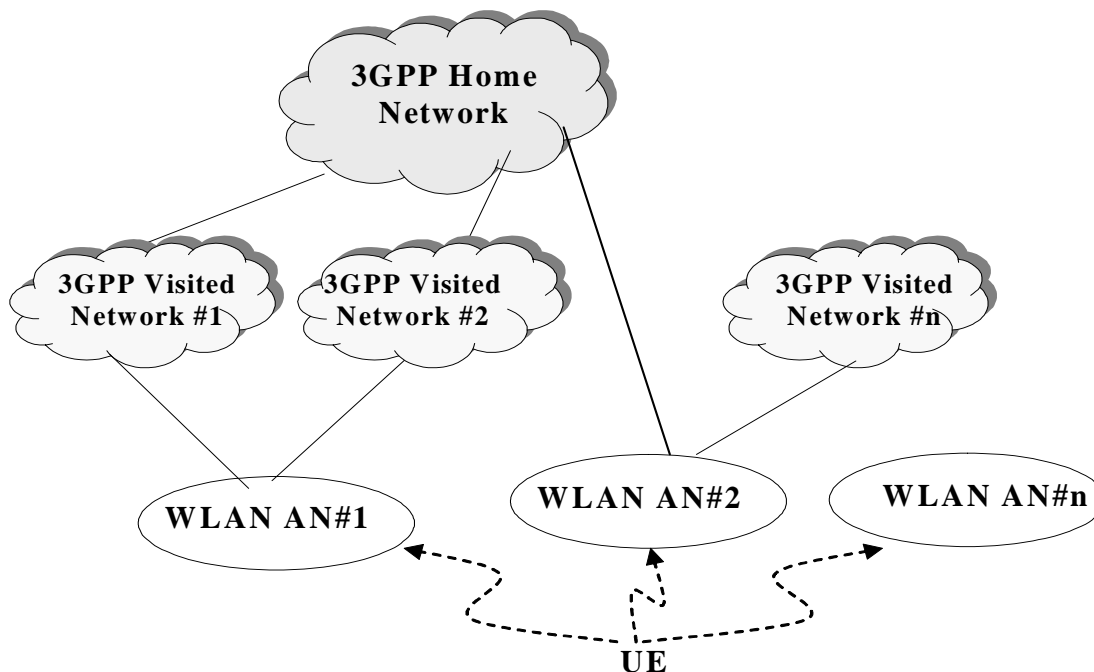 3GPP Home
Network
3GPP Visited
Network #1
3GPP Visited
Network #2
3GPP Visited
Network #n
WLAN AN#1
WLAN AN#2
WLAN AN#n
UE